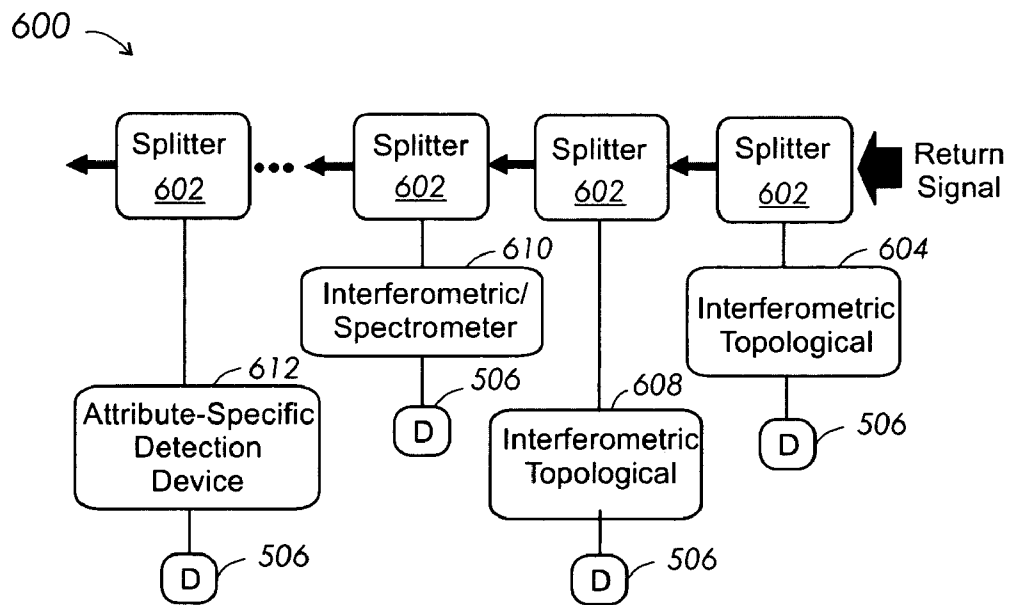 600
Splitter
602
Splitter
602
Splitter
602
Splitter
602
Return
Signal
610
Interferometric/
Spectrometer
604
Interferometric
Topological
612
Attribute-Specific
Detection
Device
506
D
608
Interferometric
Topological
506
D
506
D
506
D